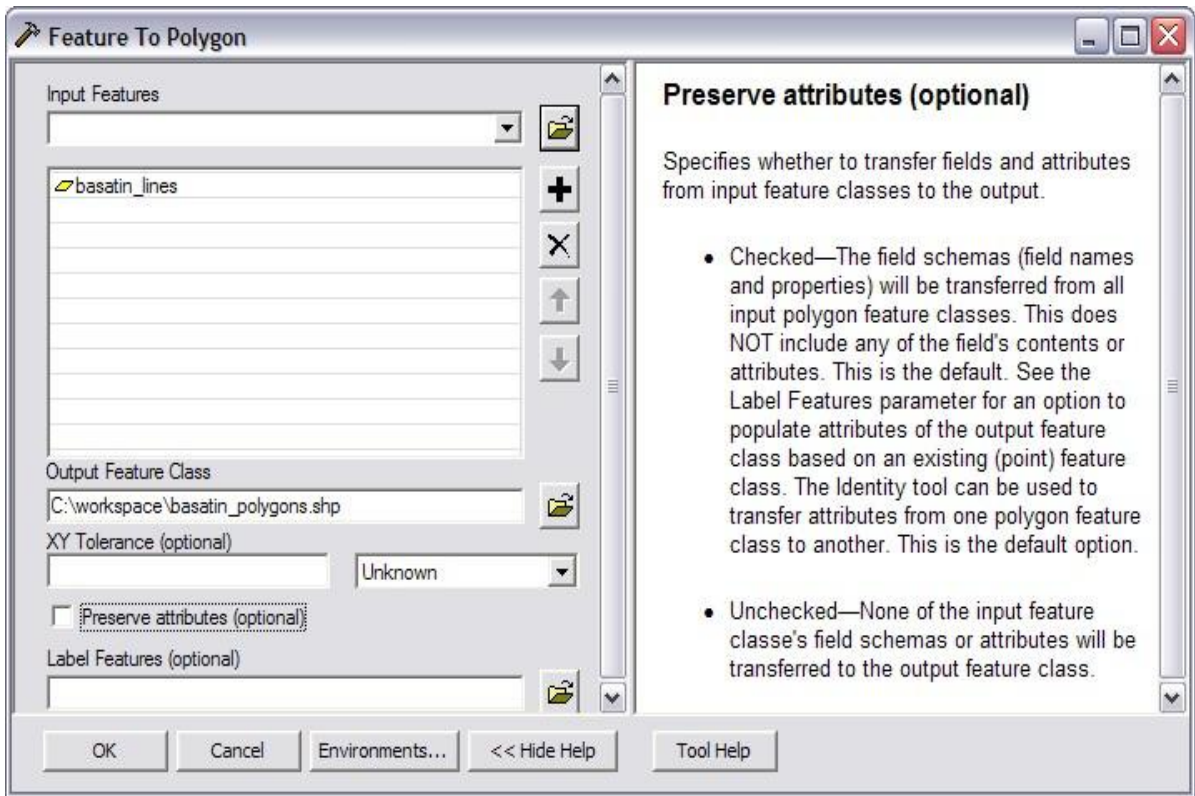 Feature To Polygon
Input Features
basatin_lines
Output Feature Class
C:\workspace\basatin_polygons.shp
XY Tolerance (optional)
Unknown
Preserve attributes (optional)
Label Features (optional)
Preserve attributes (optional)
Specifies whether to transfer fields and attributes
from input feature classes to the output.
• Checked—The field schemas (field names
and properties) will be transferred from all
input polygon feature classes. This does
NOT include any of the field's contents or
attributes. This is the default. See the
Label Features parameter for an option to
populate attributes of the output feature
class based on an existing (point) feature
class. The Identity tool can be used to
transfer attributes from one polygon feature
class to another. This is the default option.
• Unchecked—None of the input feature
classe's field schemas or attributes will be
transferred to the output feature class.
OK
Cancel
Environments...
<< Hide Help
Tool Help